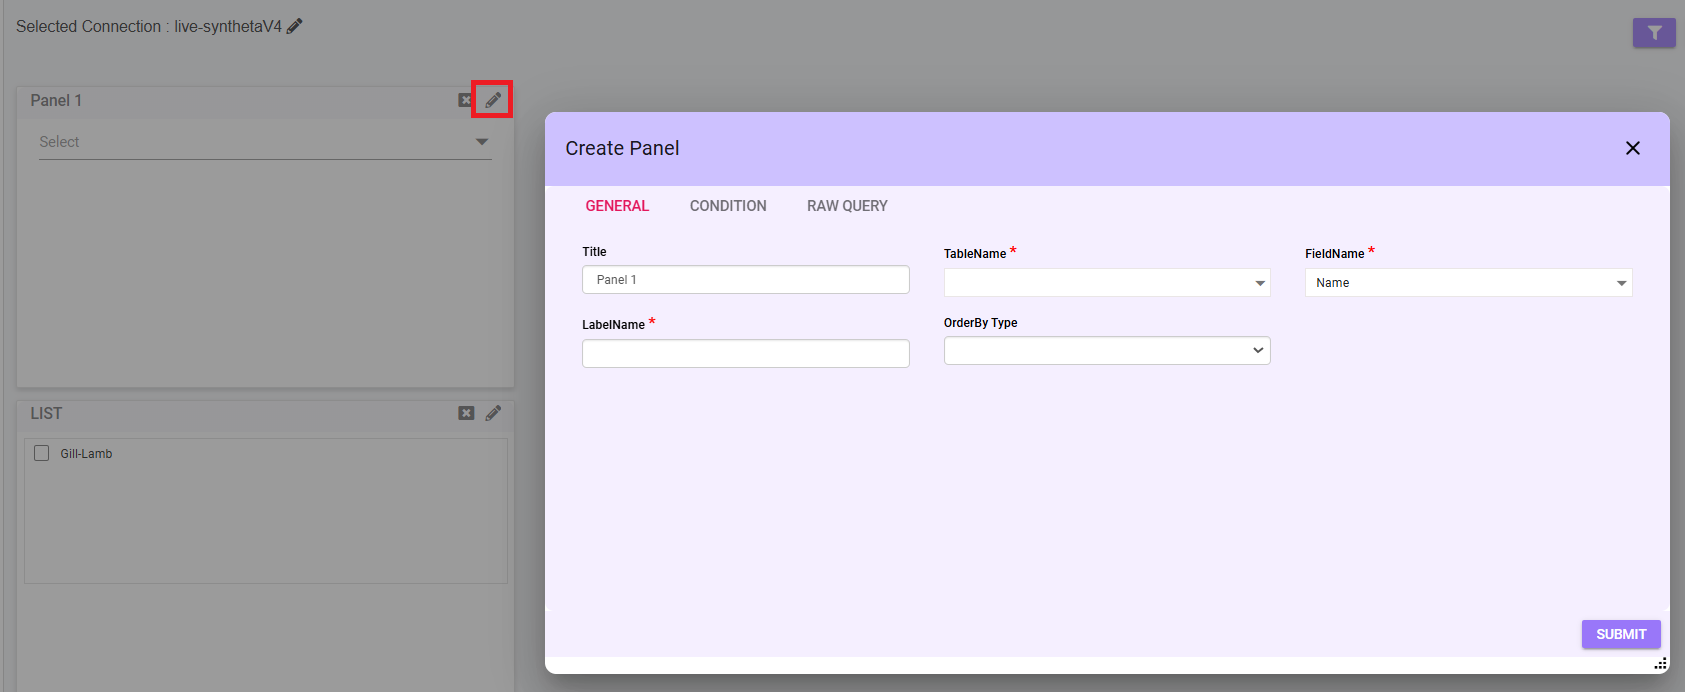 Selected Connection : live-synthetaV4
Panel 1
Select
LIST
Gill-Lamb
Create Panel
GENERAL CONDITION RAW QUERY
Title TableName * FieldName *
Panel 1 Name
LabelName * OrderBy Type
SUBMIT